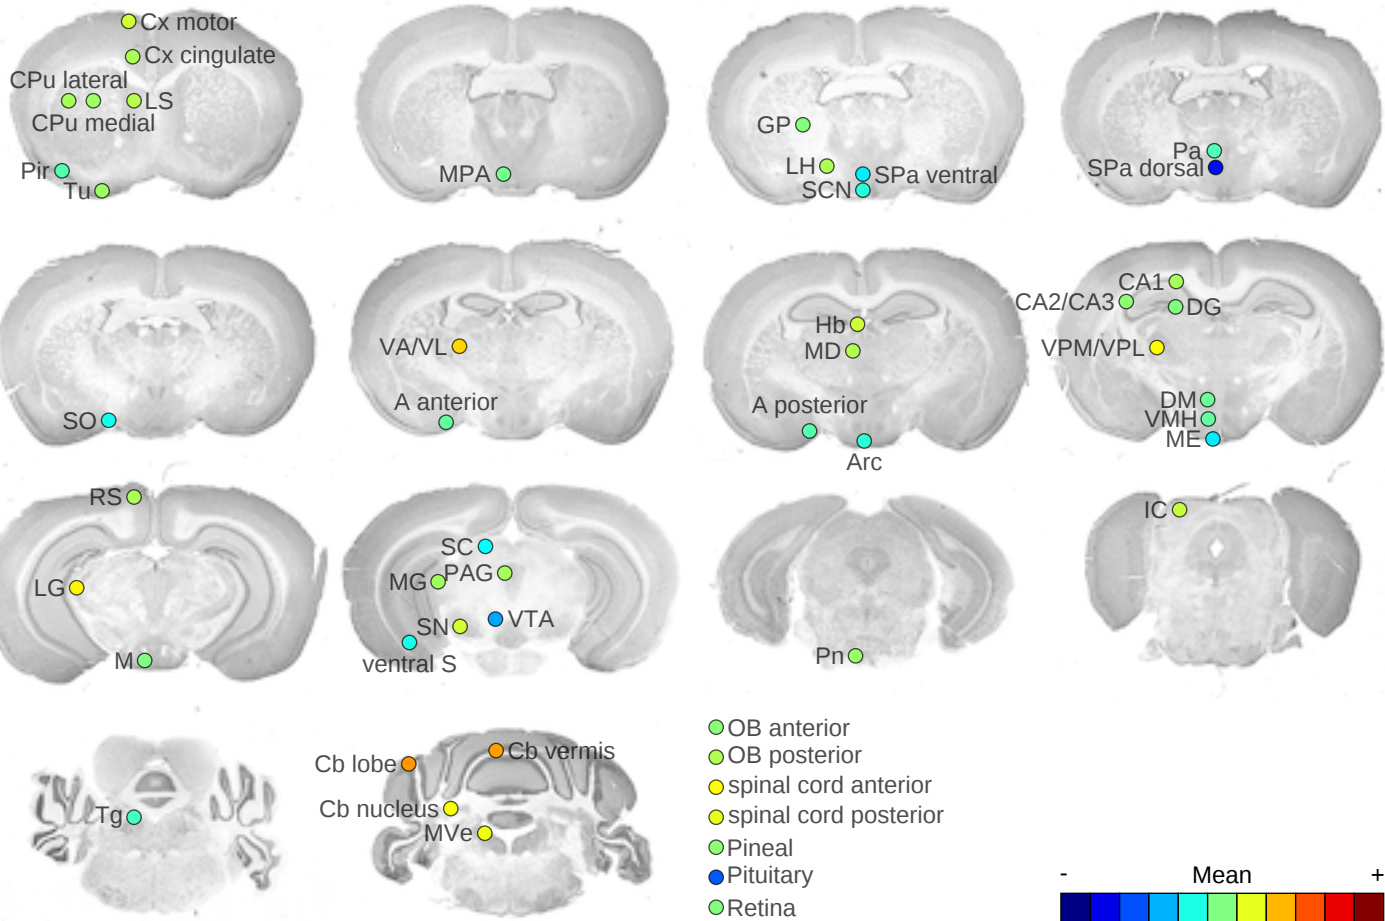 Cx motor
Cx cingulate
CPu lateral
LS
CPu medial
Pir
Tu
MPA
GP
LH
SPa ventral
SCN
Pa
SPa dorsal
SO
VA/VL
A anterior
Hb
MD
A posterior
Arc
CA1
CA2/CA3
DG
VPM/VPL
DM
VMH
ME
RS
LG
M
SC
MG
PAG
SN
VTA
ventral S
Pn
IC
Tg
Cb lobe
Cb vermis
Cb nucleus
MVe
OB anterior
OB posterior
spinal cord anterior
spinal cord posterior
Pineal
Pituitary
Retina
- Mean +